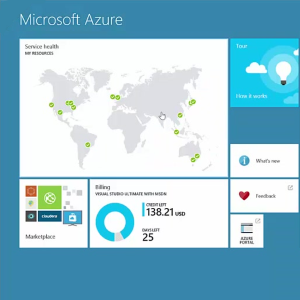 Microsoft Azure
Service health
MY RESOURCES
Tour
How it works
What's new
Feedback
AZURE
PORTAL
cloudera
Marketplace
Billing
VISUAL STUDIO ULTIMATE WITH MSDN
CREDIT LEFT
138.21 USD
DAYS LEFT
25